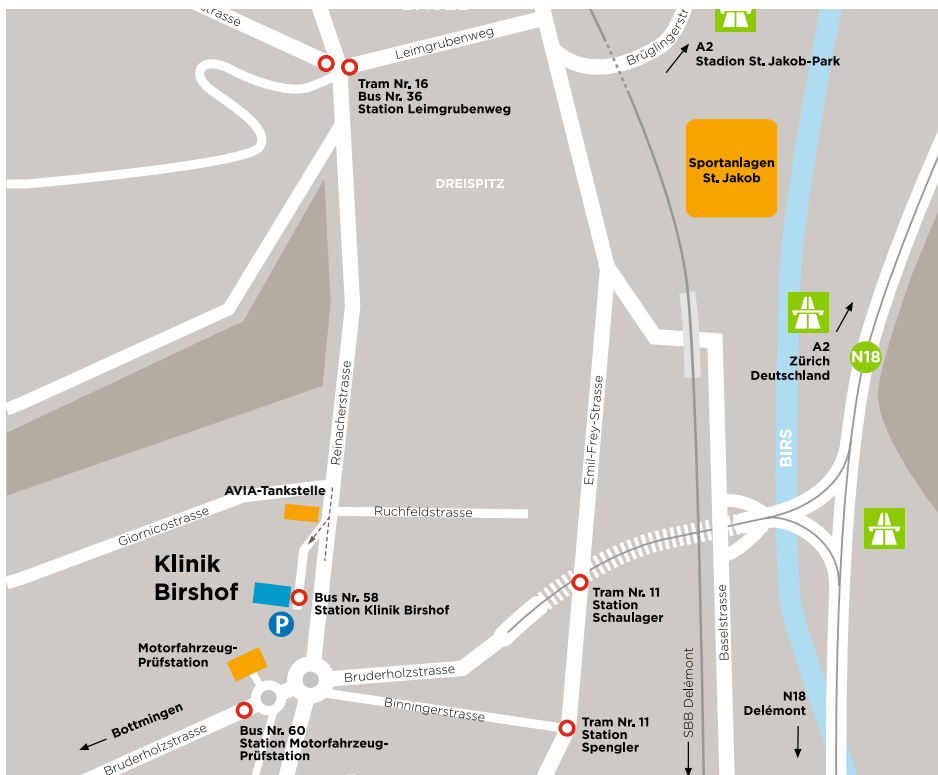 Leimgrubenweg
Brüglingerstr
A2
Stadion St. Jakob-Park
Tram Nr. 16
Bus Nr. 36
Station Leimgrubenweg
Sportanlagen
St. Jakob
DREISPITZ
A2
Zürich
Deutschland
N18
Reinacherstrasse
Emil-Frey-Strasse
BIRS
AVIA-Tankstelle
Giornicostrasse
Ruchfeldstrasse
Klinik
Birshof
P
Bus Nr. 58
Station Klinik Birshof
Tram Nr. 11
Station
Schaulager
Baselstrasse
Motorfahrzeug-
Prüfstation
Bruderholzstrasse
Binningerstrasse
SBB Delémont
N18
Delémont
Bottmingen
Bruderholzstrasse
Bus Nr. 60
Station Motorfahrzeug-
Prüfstation
Tram Nr. 11
Station
Spengler